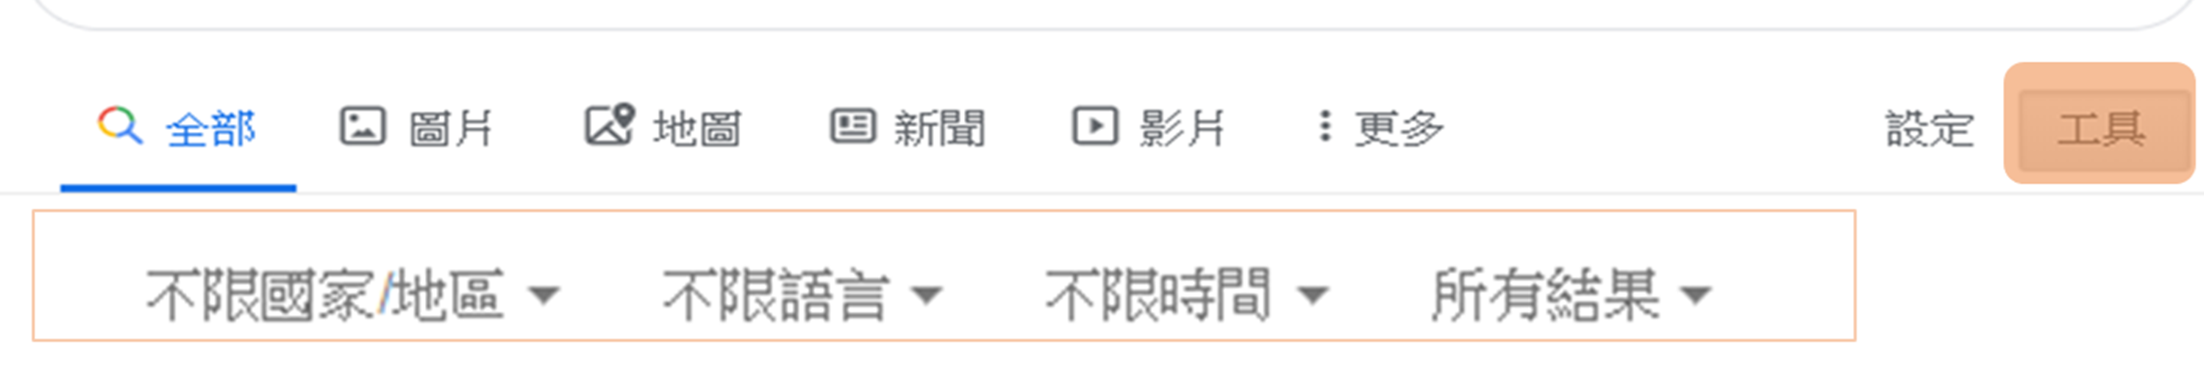 全部 圖片 地圖 新聞 影片 更多 設定 工具
不限國家/地區 不限語言 不限時間 所有結果